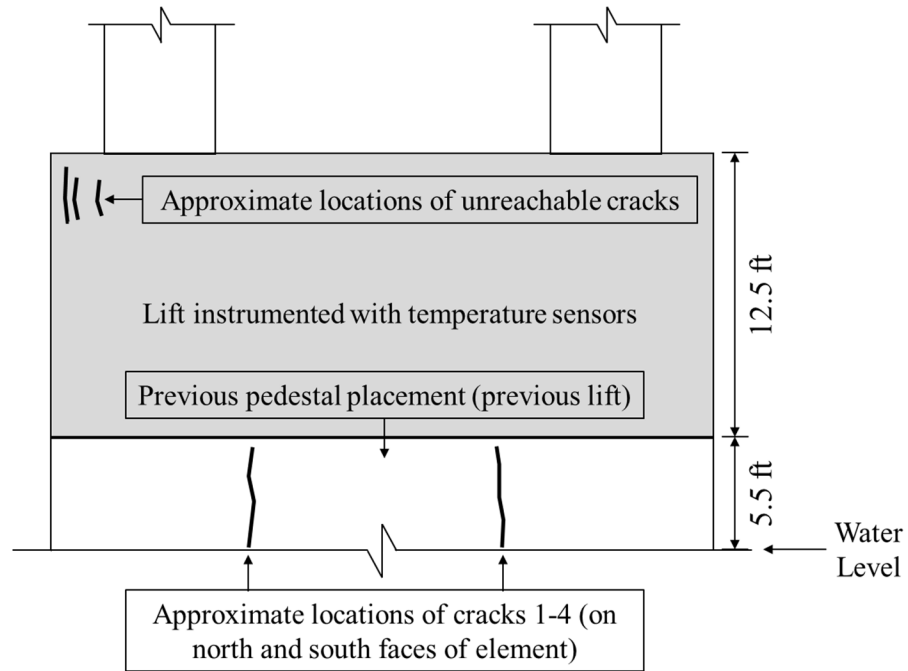 Approximate locations of unreachable cracks
Lift instrumented with temperature sensors
12.5 ft
Previous pedestal placement (previous lift)
5.5 ft
Water
Level
Approximate locations of cracks 1-4 (on
north and south faces of element)